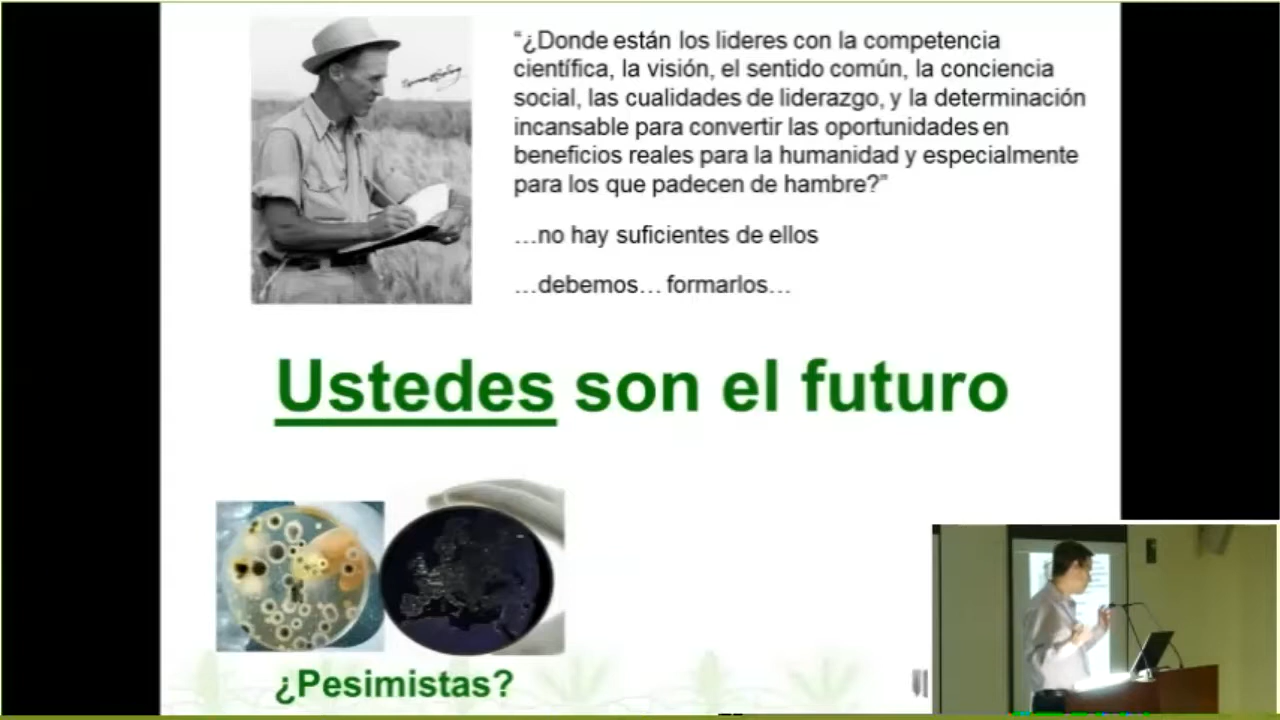 “¿Donde están los lideres con la competencia
científica, la visión, el sentido común, la conciencia
social, las cualidades de liderazgo, y la determinación
incansable para convertir las oportunidades en
beneficios reales para la humanidad y especialmente
para los que padecen de hambre?”
…no hay suficientes de ellos
…debemos… formarlos…
Ustedes son el futuro
¿Pesimistas?